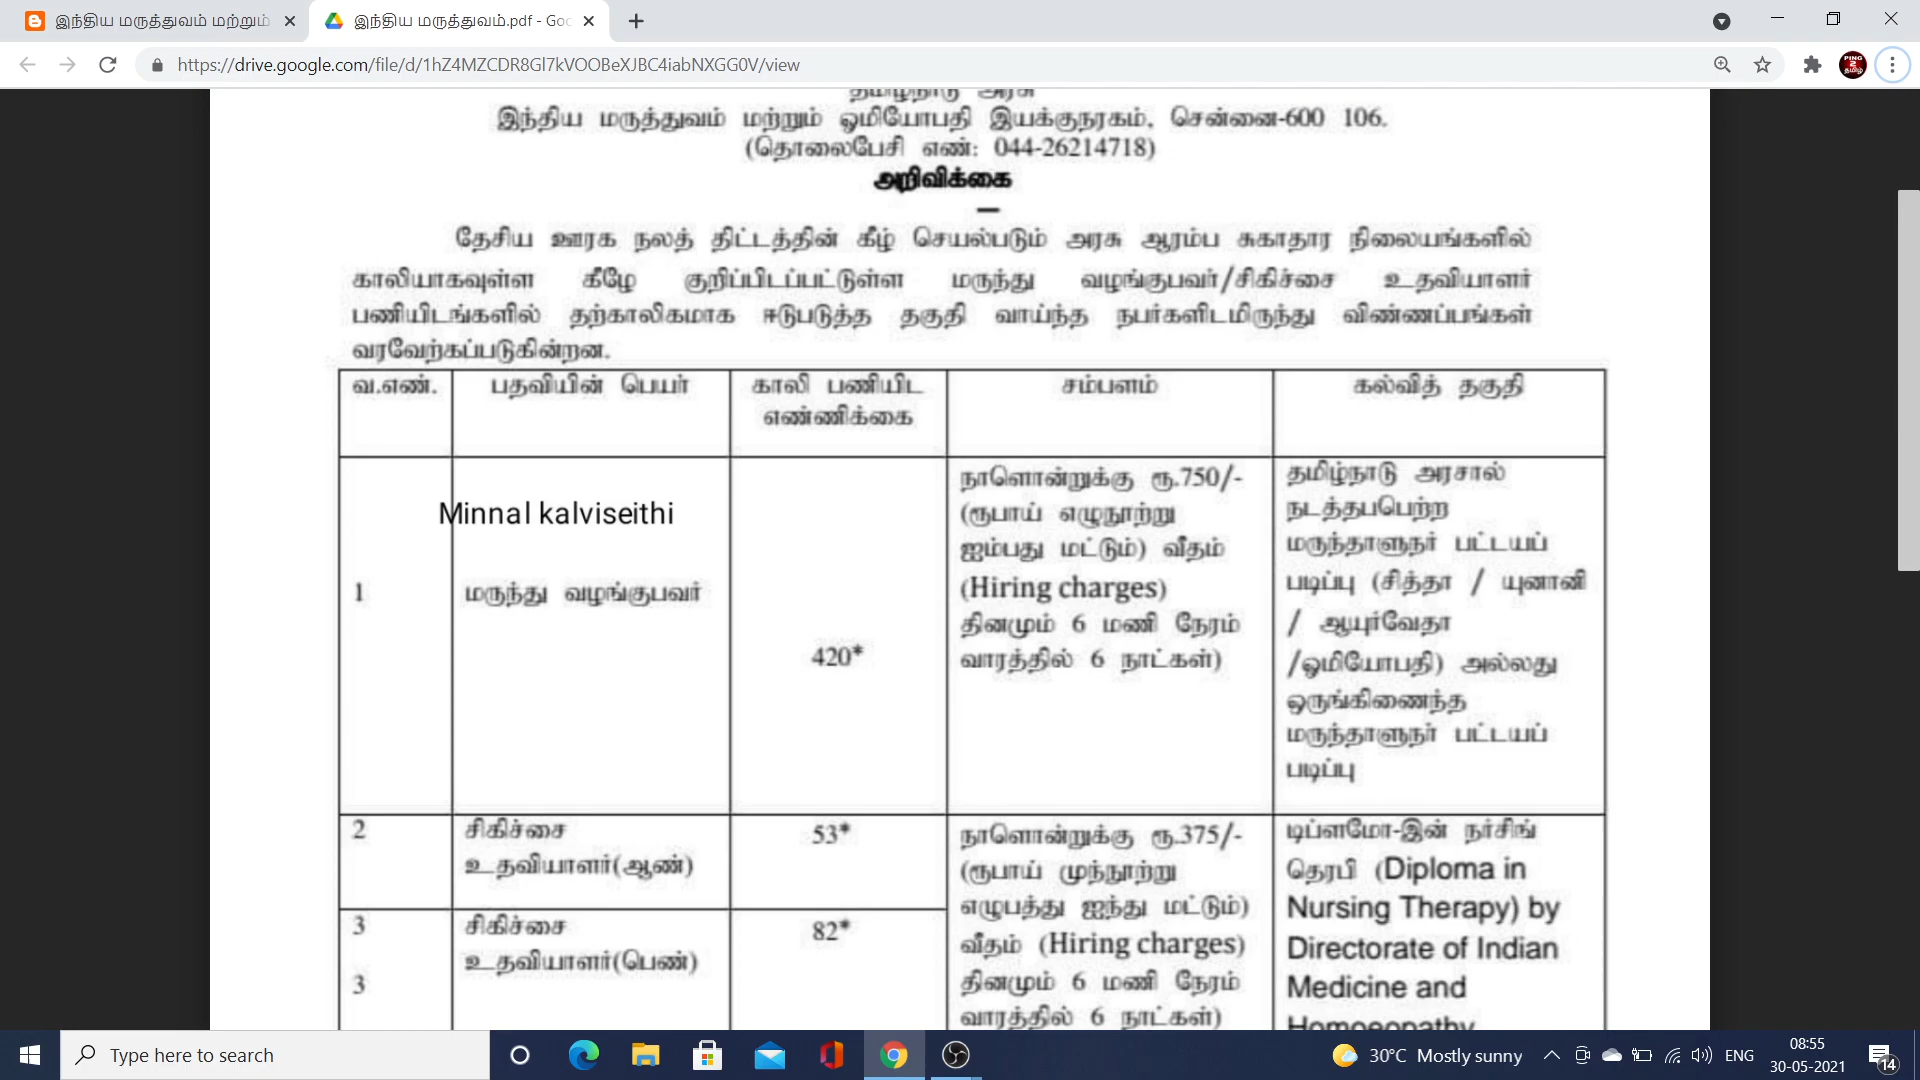 இந்திய மருத்துவம் மற்றும்
இந்திய மருத்துவம்.pdf - Goo
https://drive.google.com/file/d/1hZ4MZCDR8Gl7kVOOBeXJBC4iabNXGG0V/view
தமிழ்நாடு அரசு
இந்திய மருத்துவம் மற்றும் ஓமியோபதி இயக்குநரகம், சென்னை-600 106.
(தொலைபேசி எண்: 044-26214718)
அறிவிக்கை
தேசிய ஊரக நலத் திட்டத்தின் கீழ் செயல்படும் அரசு ஆரம்ப சுகாதார நிலையங்களில்
காலியாகவுள்ள கீழே குறிப்பிடப்பட்டுள்ள மருந்து வழங்குபவர்/சிகிச்சை உதவியாளர்
பணியிடங்களில் தற்காலிகமாக ஈடுபடுத்த தகுதி வாய்ந்த நபர்களிடமிருந்து விண்ணப்பங்கள்
வரவேற்கப்படுகின்றன.
வ.எண்.
பதவியின் பெயர்
காலி பணியிட
எண்ணிக்கை
சம்பளம்
கல்வித் தகுதி
Minnal kalviseithi
1
மருந்து வழங்குபவர்
420*
நாளொன்றுக்கு ரூ.750/-
(ரூபாய் எழுநூற்று
ஐம்பது மட்டும்) வீதம்
(Hiring charges)
தினமும் 6 மணி நேரம்
வாரத்தில் 6 நாட்கள்)
தமிழ்நாடு அரசால்
நடத்தபபெற்ற
மருந்தாளுநர் பட்டயப்
படிப்பு (சித்தா / யுனானி
/ ஆயுர்வேதா
/ஓமியோபதி) அல்லது
ஒருங்கிணைந்த
மருந்தாளுநர் பட்டயப்
படிப்பு
2
சிகிச்சை
உதவியாளர்(ஆண்)
53*
நாளொன்றுக்கு ரூ.375/-
(ரூபாய் முந்நூற்று
எழுபத்து ஐந்து மட்டும்)
வீதம் (Hiring charges)
தினமும் 6 மணி நேரம்
வாரத்தில் 6 நாட்கள்)
டிப்ளமோ-இன் நர்சிங்
தெரபி (Diploma in
Nursing Therapy) by
Directorate of Indian
Medicine and
Homoeopathy
3
சிகிச்சை
உதவியாளர்(பெண்)
82*
3
Type here to search
30°C Mostly sunny
ENG
08:55
30-05-2021
14
PING
2
தமிழ்